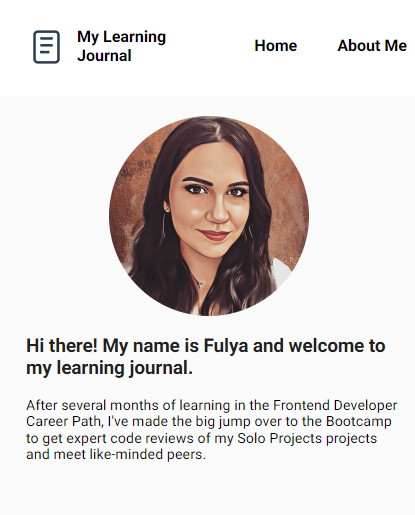 My Learning
Journal
Home
About Me
Hi there! My name is Fulya and welcome to
my learning journal.
After several months of learning in the Frontend Developer
Career Path, I've made the big jump over to the Bootcamp
to get expert code reviews of my Solo Projects projects
and meet like-minded peers.